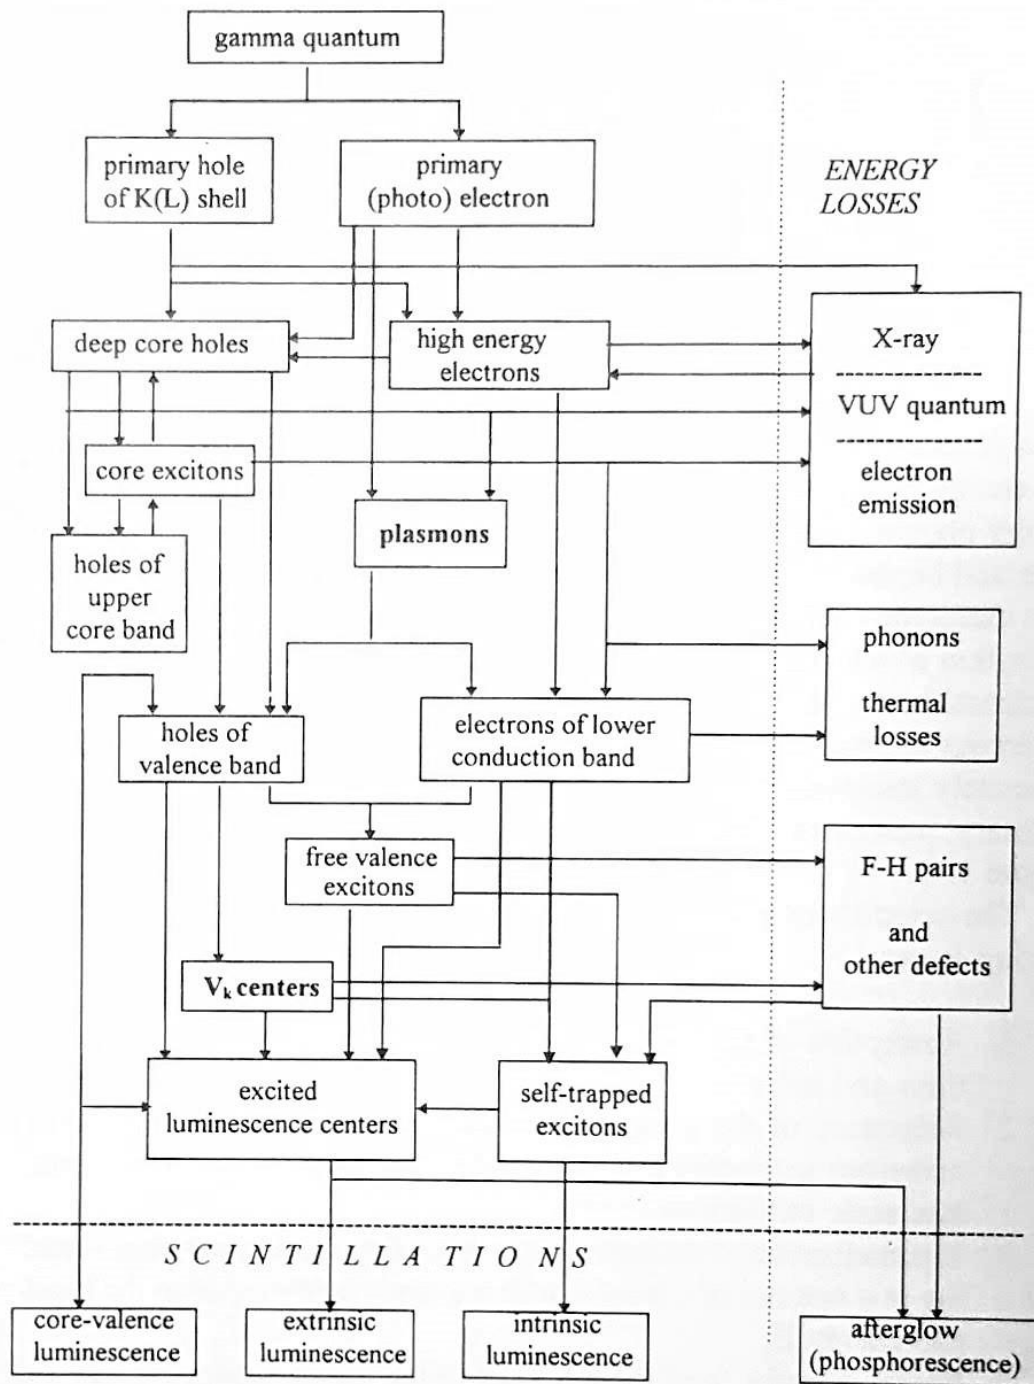 gamma quantum
primary hole
of K(L) shell
primary
(photo) electron
ENERGY
LOSSES
deep core holes
high energy
electrons
X-ray
VUV quantum
electron
emission
core excitons
plasmons
holes of
upper
core band
phonons
thermal
losses
holes of
valence band
electrons of lower
conduction band
free valence
excitons
F-H pairs
and
other defects
Vk centers
excited
luminescence centers
self-trapped
excitons
SCINTILLATIONS
core-valence
luminescence
extrinsic
luminescence
intrinsic
luminescence
afterglow
(phosphorescence)